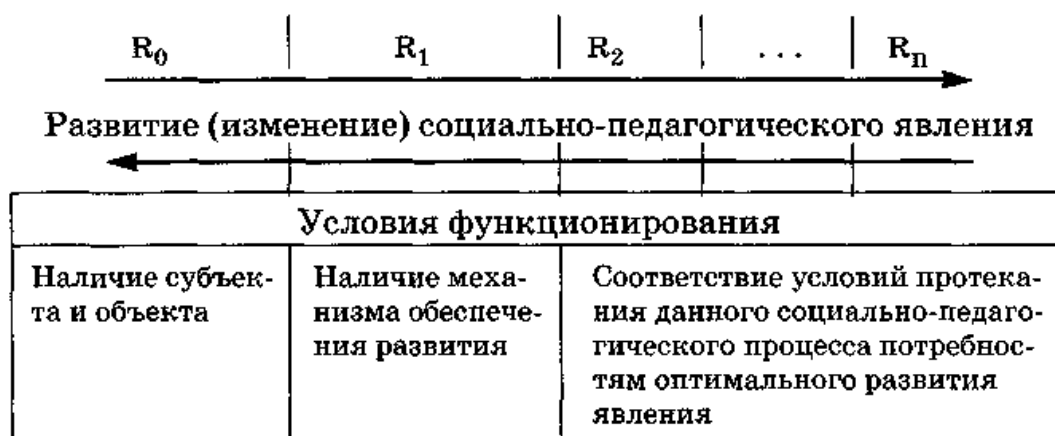 R0 R1 R2 ... Rn
Развитие (изменение) социально-педагогического явления
Условия функционирования
Наличие субъек-
та и объекта
Наличие меха-
низма обеспече-
ния развития
Соответствие условий протека-
ния данного социально-педаго-
гического процесса потребнос-
тям оптимального развития
явления